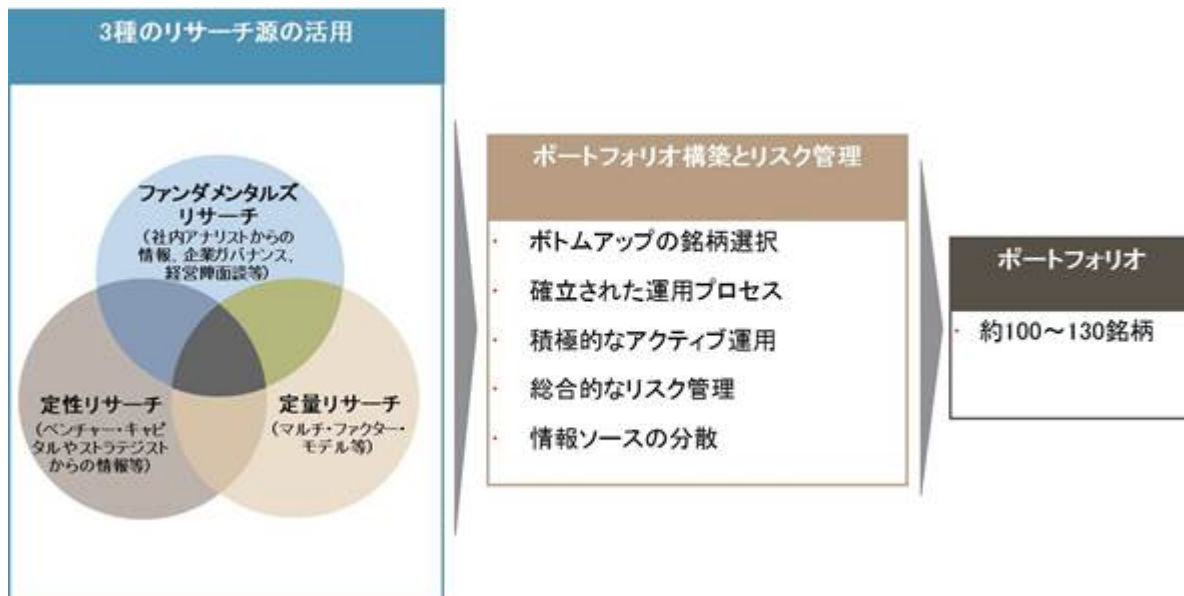 3種のリサーチ源の活用
ファンダメンタルズ
リサーチ
(社内アナリストからの
情報、企業ガバナンス、
経営陣面談等)
定性リサーチ
(ベンチャー・キャピ
タルやストラテジスト
からの情報等)
定量リサーチ
(マルチ・ファクター・
モデル等)
ポートフォリオ構築とリスク管理
・ ボトムアップの銘柄選択
・ 確立された運用プロセス
・ 積極的なアクティブ運用
・ 総合的なリスク管理
・ 情報ソースの分散
ポートフォリオ
・ 約100～130銘柄